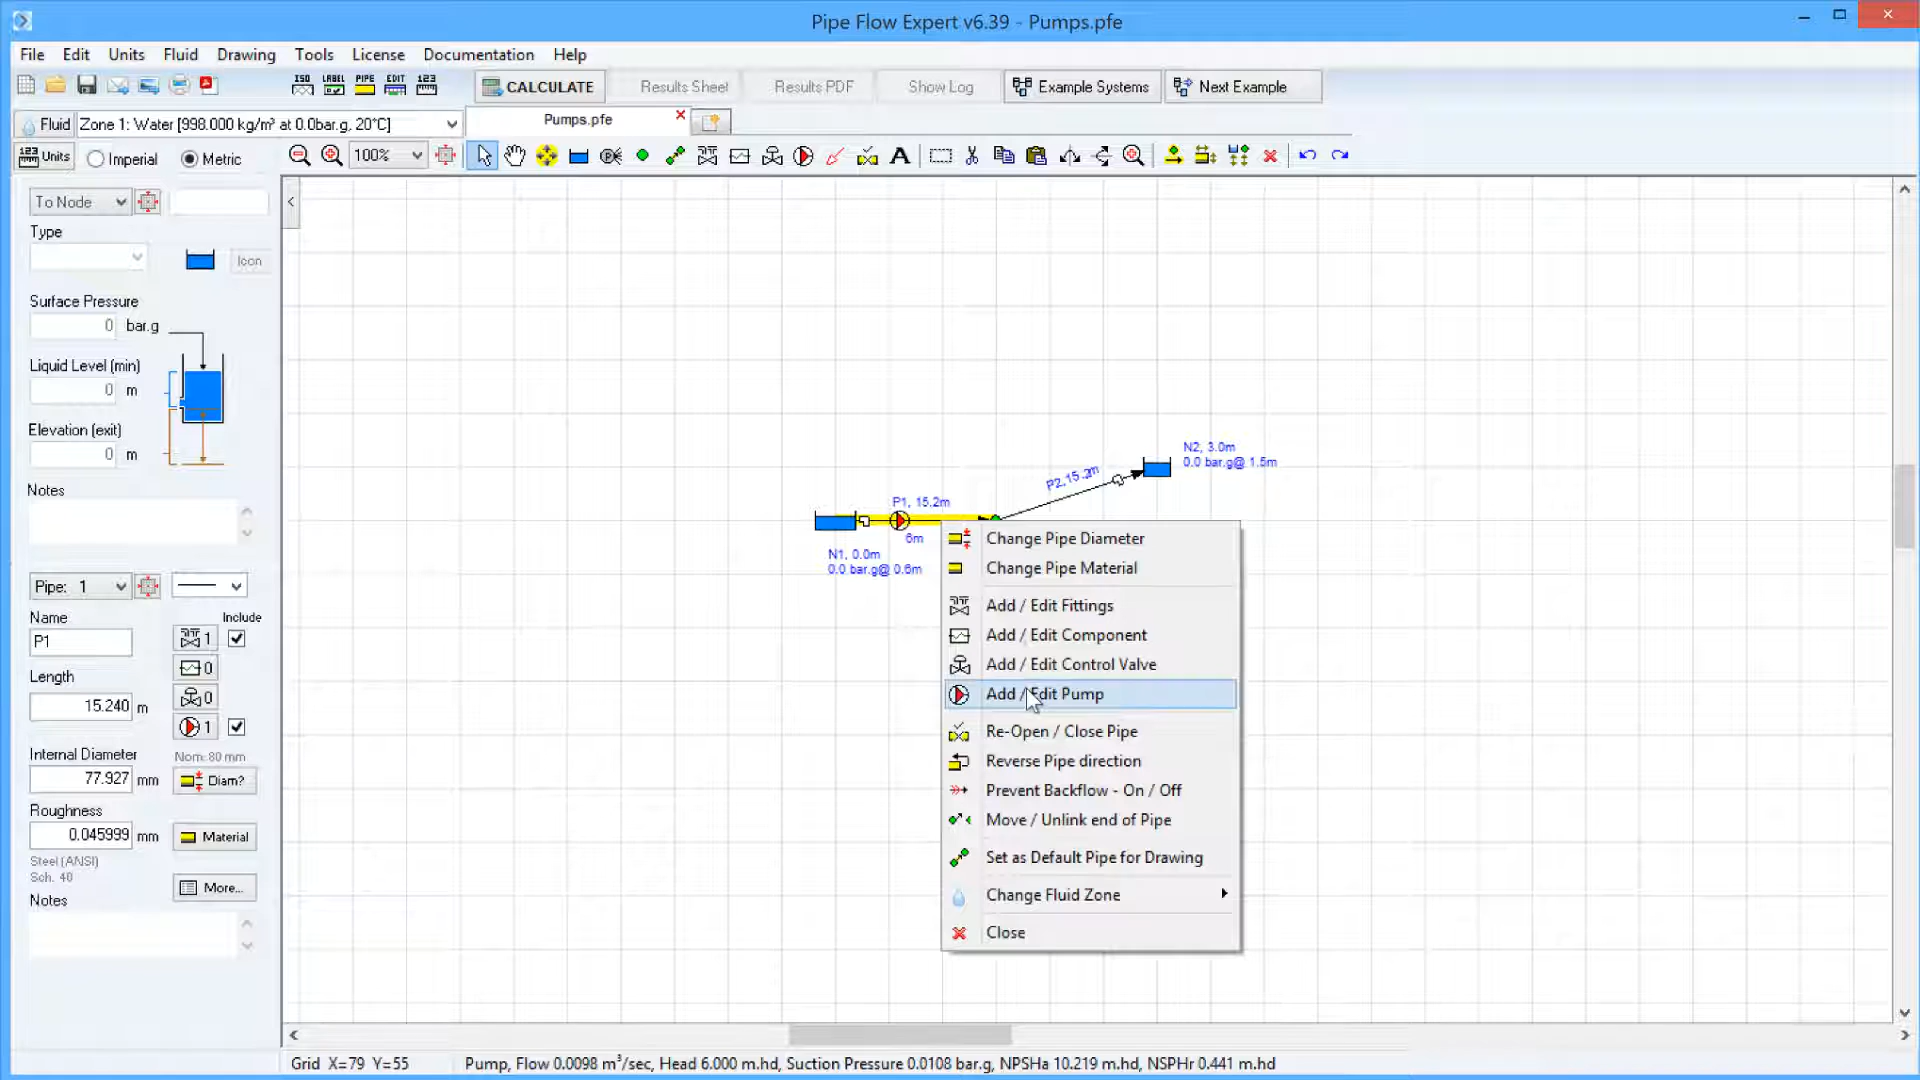 Pipe Flow Expert v6.39 - Pumps.pfe
File Edit Units Fluid Drawing Tools License Documentation Help
ISO LABEL PIPE EDIT 123 CALCULATE Results Sheet Results PDF Show Log Example Systems Next Example
Fluid Zone 1: Water [998.000 kg/m³ at 0.0bar.g, 20°C] Pumps.pfe
123 Units Imperial Metric 100% A
To Node
Type
Icon
Surface Pressure
0 bar.g
Liquid Level (min)
0 m
Elevation (exit)
0 m
Notes
Pipe: 1
Name Include
P1 1
0
Length
15.240 m 0
1
Internal Diameter Nom: 80 mm
77.927 mm Diam?
Roughness
0.045999 mm Material
Steel (ANSI)
Sch. 40
More...
Notes
N2, 3.0m
0.0 bar.g@ 1.5m
P2,15.2m
P1, 15.2m
6m
N1, 0.0m
0.0 bar.g@ 0.6m
Change Pipe Diameter
Change Pipe Material
Add / Edit Fittings
Add / Edit Component
Add / Edit Control Valve
Add / Edit Pump
Re-Open / Close Pipe
Reverse Pipe direction
Prevent Backflow - On / Off
Move / Unlink end of Pipe
Set as Default Pipe for Drawing
Change Fluid Zone
Close
Grid X=79 Y=55 Pump, Flow 0.0098 m³/sec, Head 6.000 m.hd, Suction Pressure 0.0108 bar.g, NPSHa 10.219 m.hd, NSPHr 0.441 m.hd